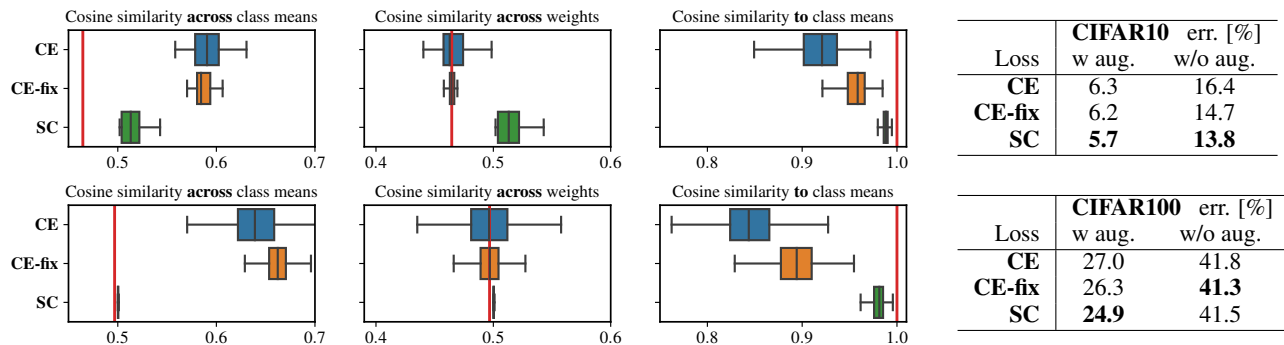 Cosine similarity across class means
CE
CE-fix
SC
0.5 0.6 0.7
Cosine similarity across weights
0.4 0.5 0.6
Cosine similarity to class means
0.8 0.9 1.0
CIFAR10 err. [%]
Loss w aug. w/o aug.
CE 6.3 16.4
CE-fix 6.2 14.7
SC 5.7 13.8
Cosine similarity across class means
CE
CE-fix
SC
0.5 0.6 0.7
Cosine similarity across weights
0.4 0.5 0.6
Cosine similarity to class means
0.8 0.9 1.0
CIFAR100 err. [%]
Loss w aug. w/o aug.
CE 27.0 41.8
CE-fix 26.3 41.3
SC 24.9 41.5